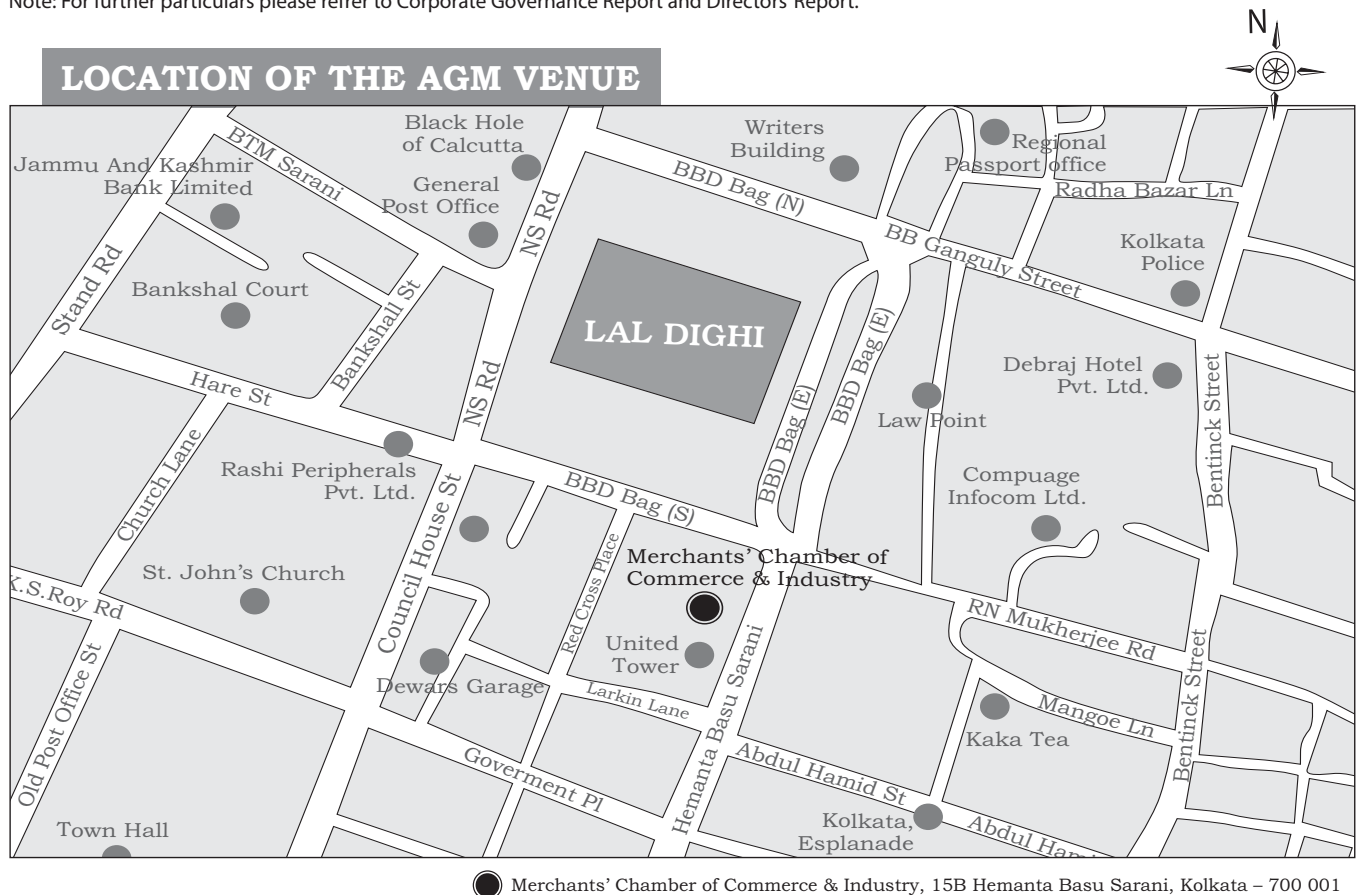 Note: For further particulars please refrer to Corporate Governance Report and Directors' Report.
N
LOCATION OF THE AGM VENUE
Black Hole
of Calcutta
Writers
Building
Regional
Passport office
BTM Sarani
Jammu And Kashmir
Bank Limited
General
Post Office
BBD Bag (N)
Radha Bazar Ln
NS Rd
BB Ganguly Street
Kolkata
Police
Stand Rd
Bankshal Court
Bankshall St
LAL DIGHI
BBD Bag (E)
BBD Bag (E)
Debraj Hotel
Pvt. Ltd.
Bentinck Street
Hare St
NS Rd
Law Point
Church Lane
Rashi Peripherals
Pvt. Ltd.
Council House St
BBD Bag (S)
Compuage
Infocom Ltd.
Merchants' Chamber of
Commerce & Industry
St. John's Church
K.S.Roy Rd
Red Cross Place
RN Mukherjee Rd
United
Tower
Hemanta Basu Sarani
Bentinck Street
Old Post Office St
Dewars Garage
Larkin Lane
Mangoe Ln
Kaka Tea
Goverment Pl
Abdul Hamid St
Town Hall
Kolkata,
Esplanade
Abdul Hami
Merchants' Chamber of Commerce & Industry, 15B Hemanta Basu Sarani, Kolkata – 700 001